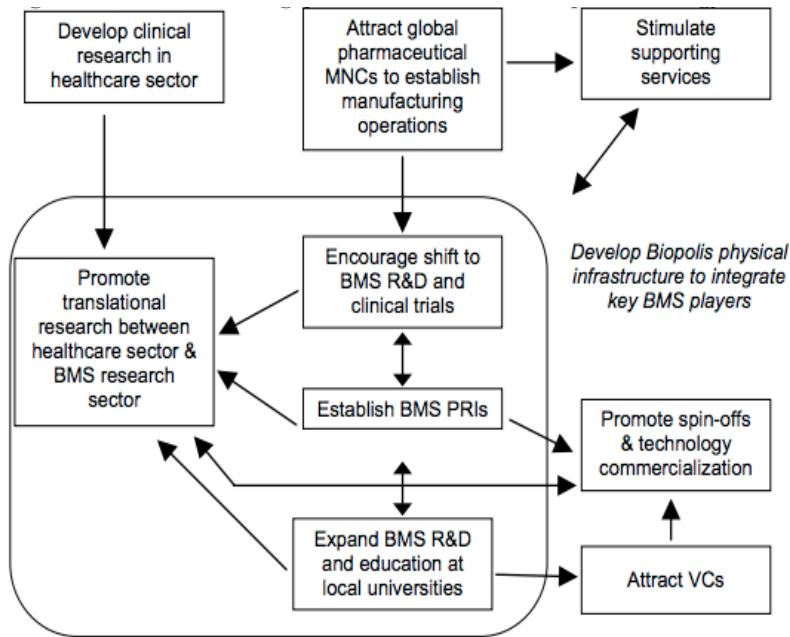 Develop clinical
research in
healthcare sector
Attract global
pharmaceutical
MNCs to establish
manufacturing
operations
Stimulate
supporting
services
Develop Biopolis physical
infrastructure to integrate
key BMS players
Encourage shift to
BMS R&D and
clinical trials
Promote
translational
research between
healthcare sector &
BMS research
sector
Establish BMS PRIs
Promote spin-offs
& technology
commercialization
Expand BMS R&D
and education at
local universities
Attract VCs